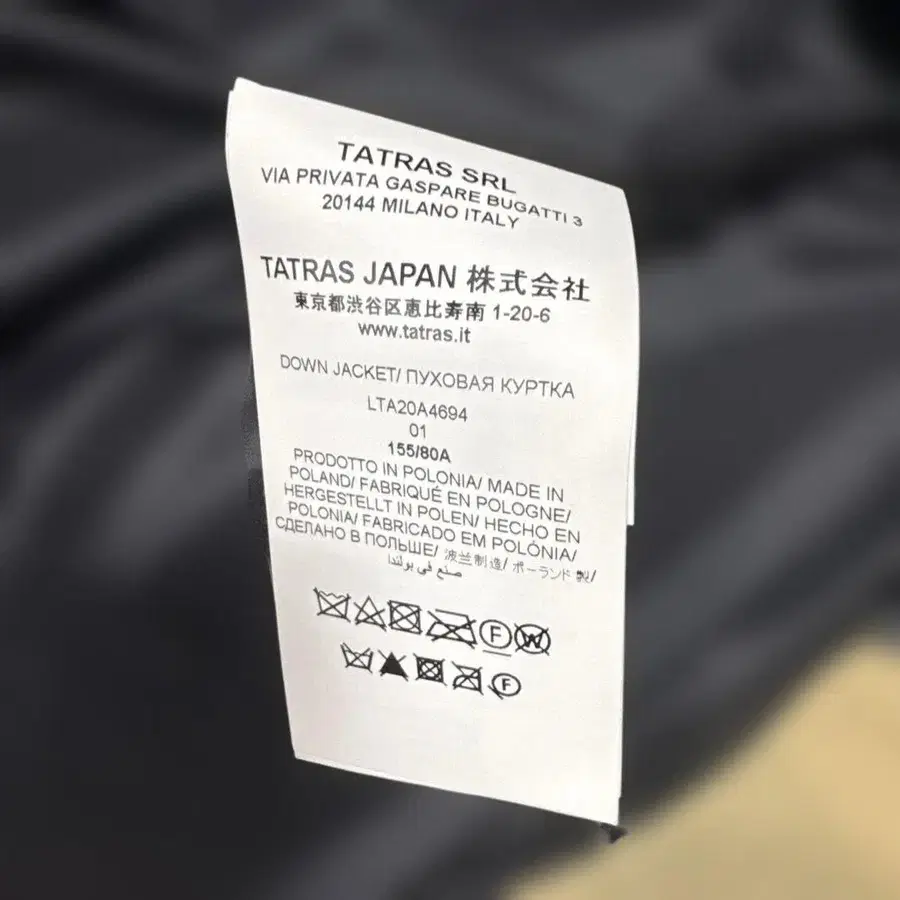 TATRAS SRL
VIA PRIVATA GASPARE BUGATTI 3
20144 MILANO ITALY
TATRAS JAPAN 株式会社
東京都渋谷区恵比寿南 1-20-6
www.tatras.it
DOWN JACKET/ ПУХОВАЯ КУРТКА
LTA20A4694
01
155/80A
PRODOTTO IN POLONIA/ MADE IN
POLAND/ FABRIQUÉ EN POLOGNE/
HERGESTELLT IN POLEN/ HECHO EN
POLONIA/ FABRICADO EM POLÓNIA/
СДЕЛАНО В ПОЛЬШЕ/ 波兰制造/ ポーランド製/
صنع في بولندا
F W
F